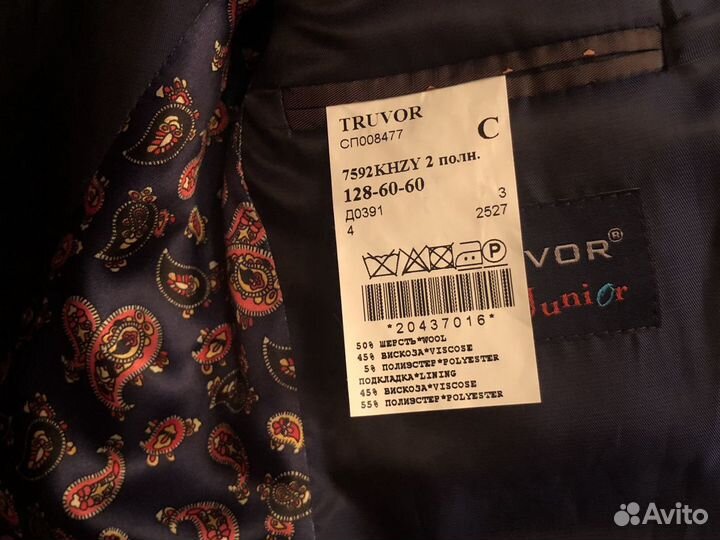 TRUVOR
СП008477
C
7592KHZY 2 полн.
128-60-60
Д0391 3
4 2527
P
*20437016*
50% ШЕРСТЬ*WOOL
45% ВИСКОЗА*VISCOSE
5% ПОЛИЭСТЕР*POLYESTER
ПОДКЛАДКА*LINING
45% ВИСКОЗА*VISCOSE
55% ПОЛИЭСТЕР*POLYESTER
VOR®
Junior
Avito